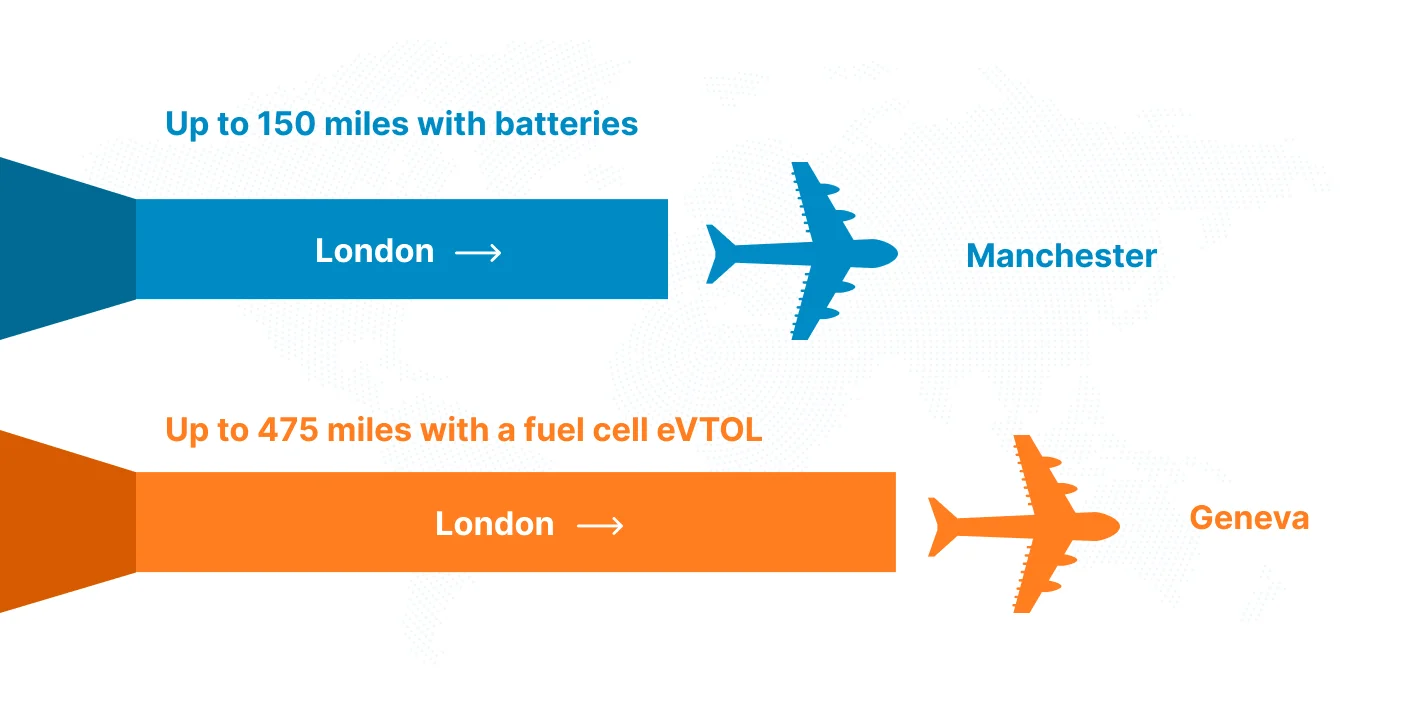 Up to 150 miles with batteries
London →
Manchester
Up to 475 miles with a fuel cell eVTOL
London →
Geneva